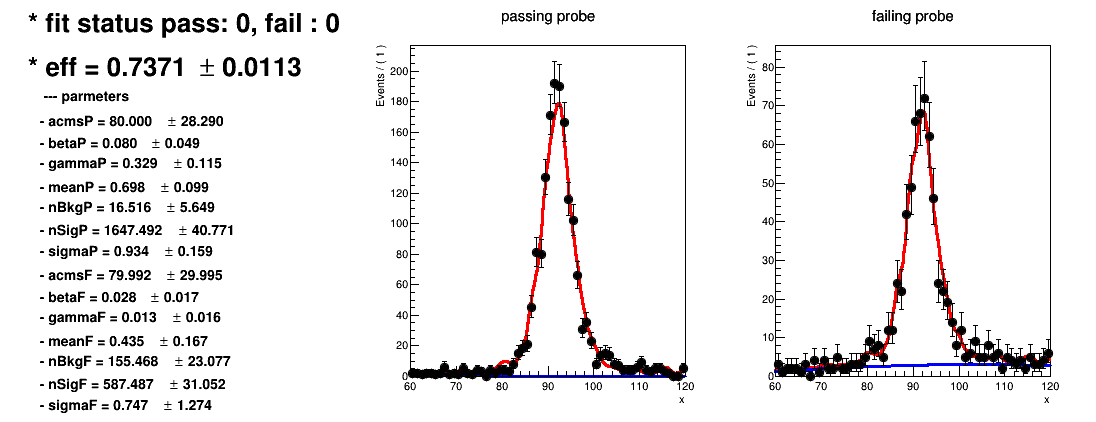 * fit status pass: 0, fail : 0
* eff = 0.7371 ± 0.0113
--- parmeters
- acmsP = 80.000 ± 28.290
- betaP = 0.080 ± 0.049
- gammaP = 0.329 ± 0.115
- meanP = 0.698 ± 0.099
- nBkgP = 16.516 ± 5.649
- nSigP = 1647.492 ± 40.771
- sigmaP = 0.934 ± 0.159
- acmsF = 79.992 ± 29.995
- betaF = 0.028 ± 0.017
- gammaF = 0.013 ± 0.016
- meanF = 0.435 ± 0.167
- nBkgF = 155.468 ± 23.077
- nSigF = 587.487 ± 31.052
- sigmaF = 0.747 ± 1.274
passing probe
Events / ( 1 )
200
180
160
140
120
100
80
60
40
20
0
60 70 80 90 100 110 120
x
failing probe
Events / ( 1 )
80
70
60
50
40
30
20
10
0
60 70 80 90 100 110 120
x